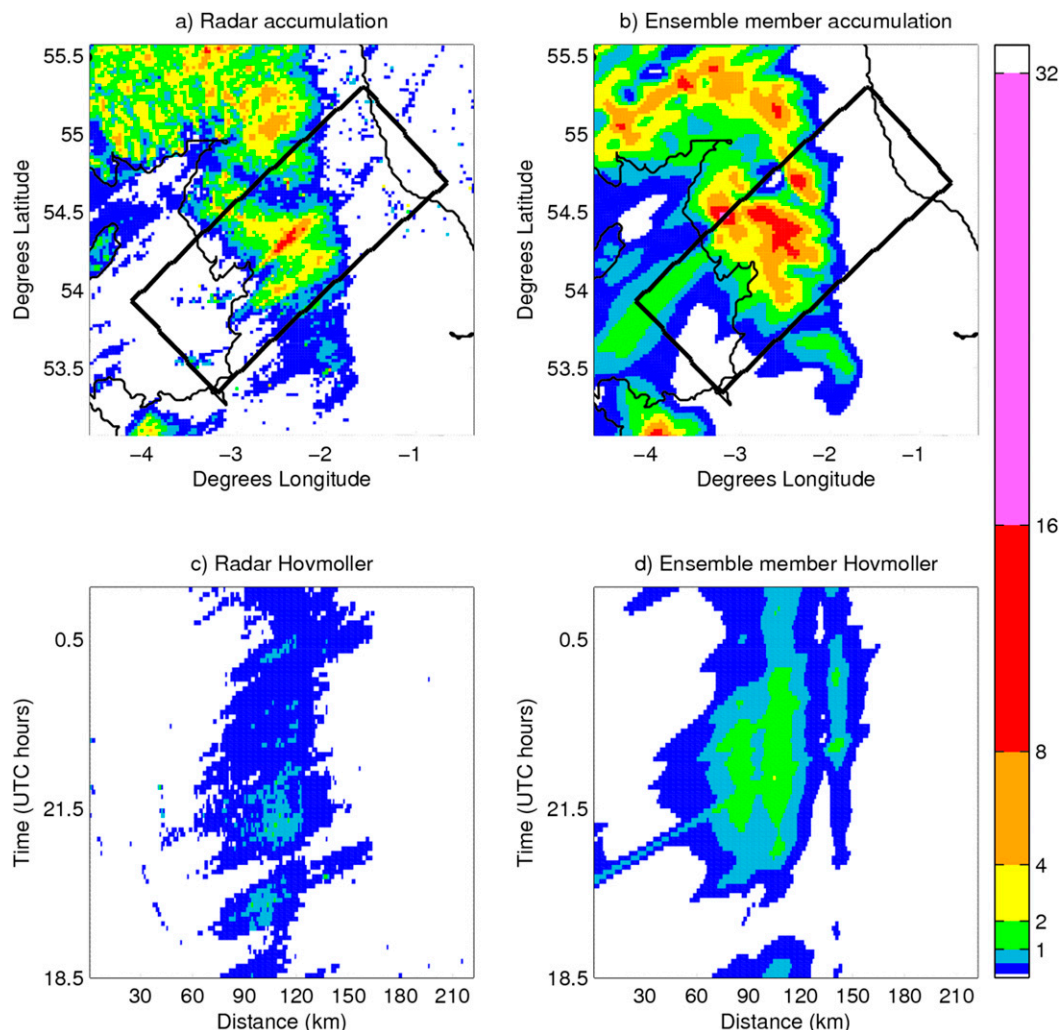 a) Radar accumulation
b) Ensemble member accumulation
55.5
55
54.5
54
53.5
Degrees Latitude
−4
−3
−2
−1
Degrees Longitude
55.5
55
54.5
54
53.5
Degrees Latitude
−4
−3
−2
−1
Degrees Longitude
32
16
8
4
2
1
c) Radar Hovmoller
d) Ensemble member Hovmoller
0.5
21.5
18.5
Time (UTC hours)
30 60 90 120 150 180 210
Distance (km)
0.5
21.5
18.5
Time (UTC hours)
30 60 90 120 150 180 210
Distance (km)